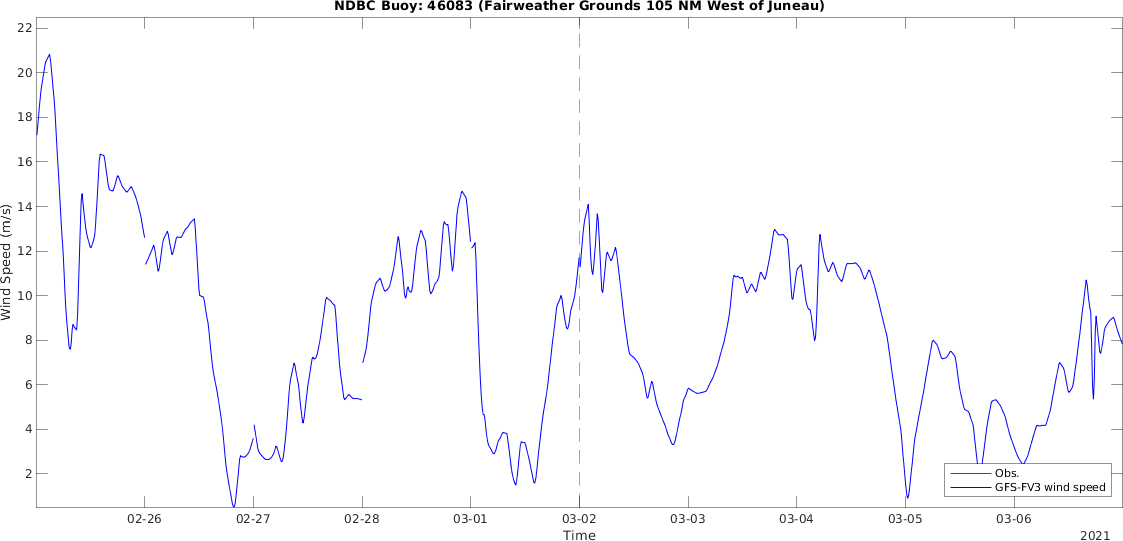 NDBC Buoy: 46083 (Fairweather Grounds 105 NM West of Juneau)
22
20
18
16
14
12
10
8
6
4
2
Wind Speed (m/s)
Obs.
GFS-FV3 wind speed
02-26 02-27 02-28 03-01 03-02 03-03 03-04 03-05 03-06
Time
2021